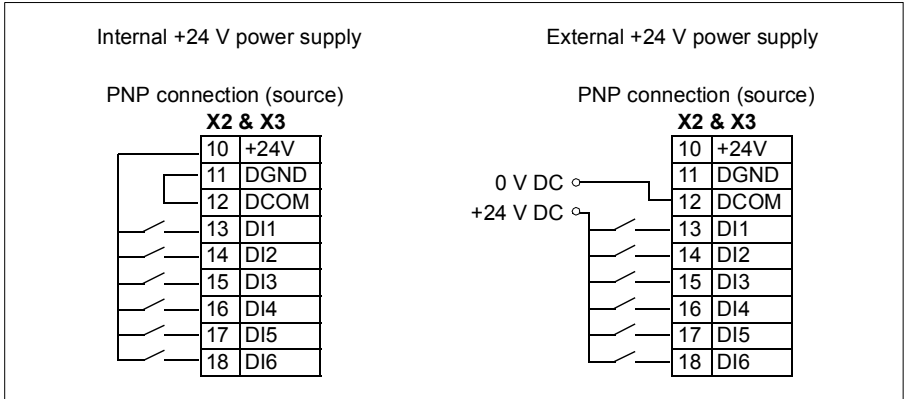 Internal +24 V power supply
PNP connection (source)
X2 & X3
10 +24V
11 DGND
12 DCOM
13 DI1
14 DI2
15 DI3
16 DI4
17 DI5
18 DI6
External +24 V power supply
PNP connection (source)
X2 & X3
0 V DC
+24 V DC
10 +24V
11 DGND
12 DCOM
13 DI1
14 DI2
15 DI3
16 DI4
17 DI5
18 DI6